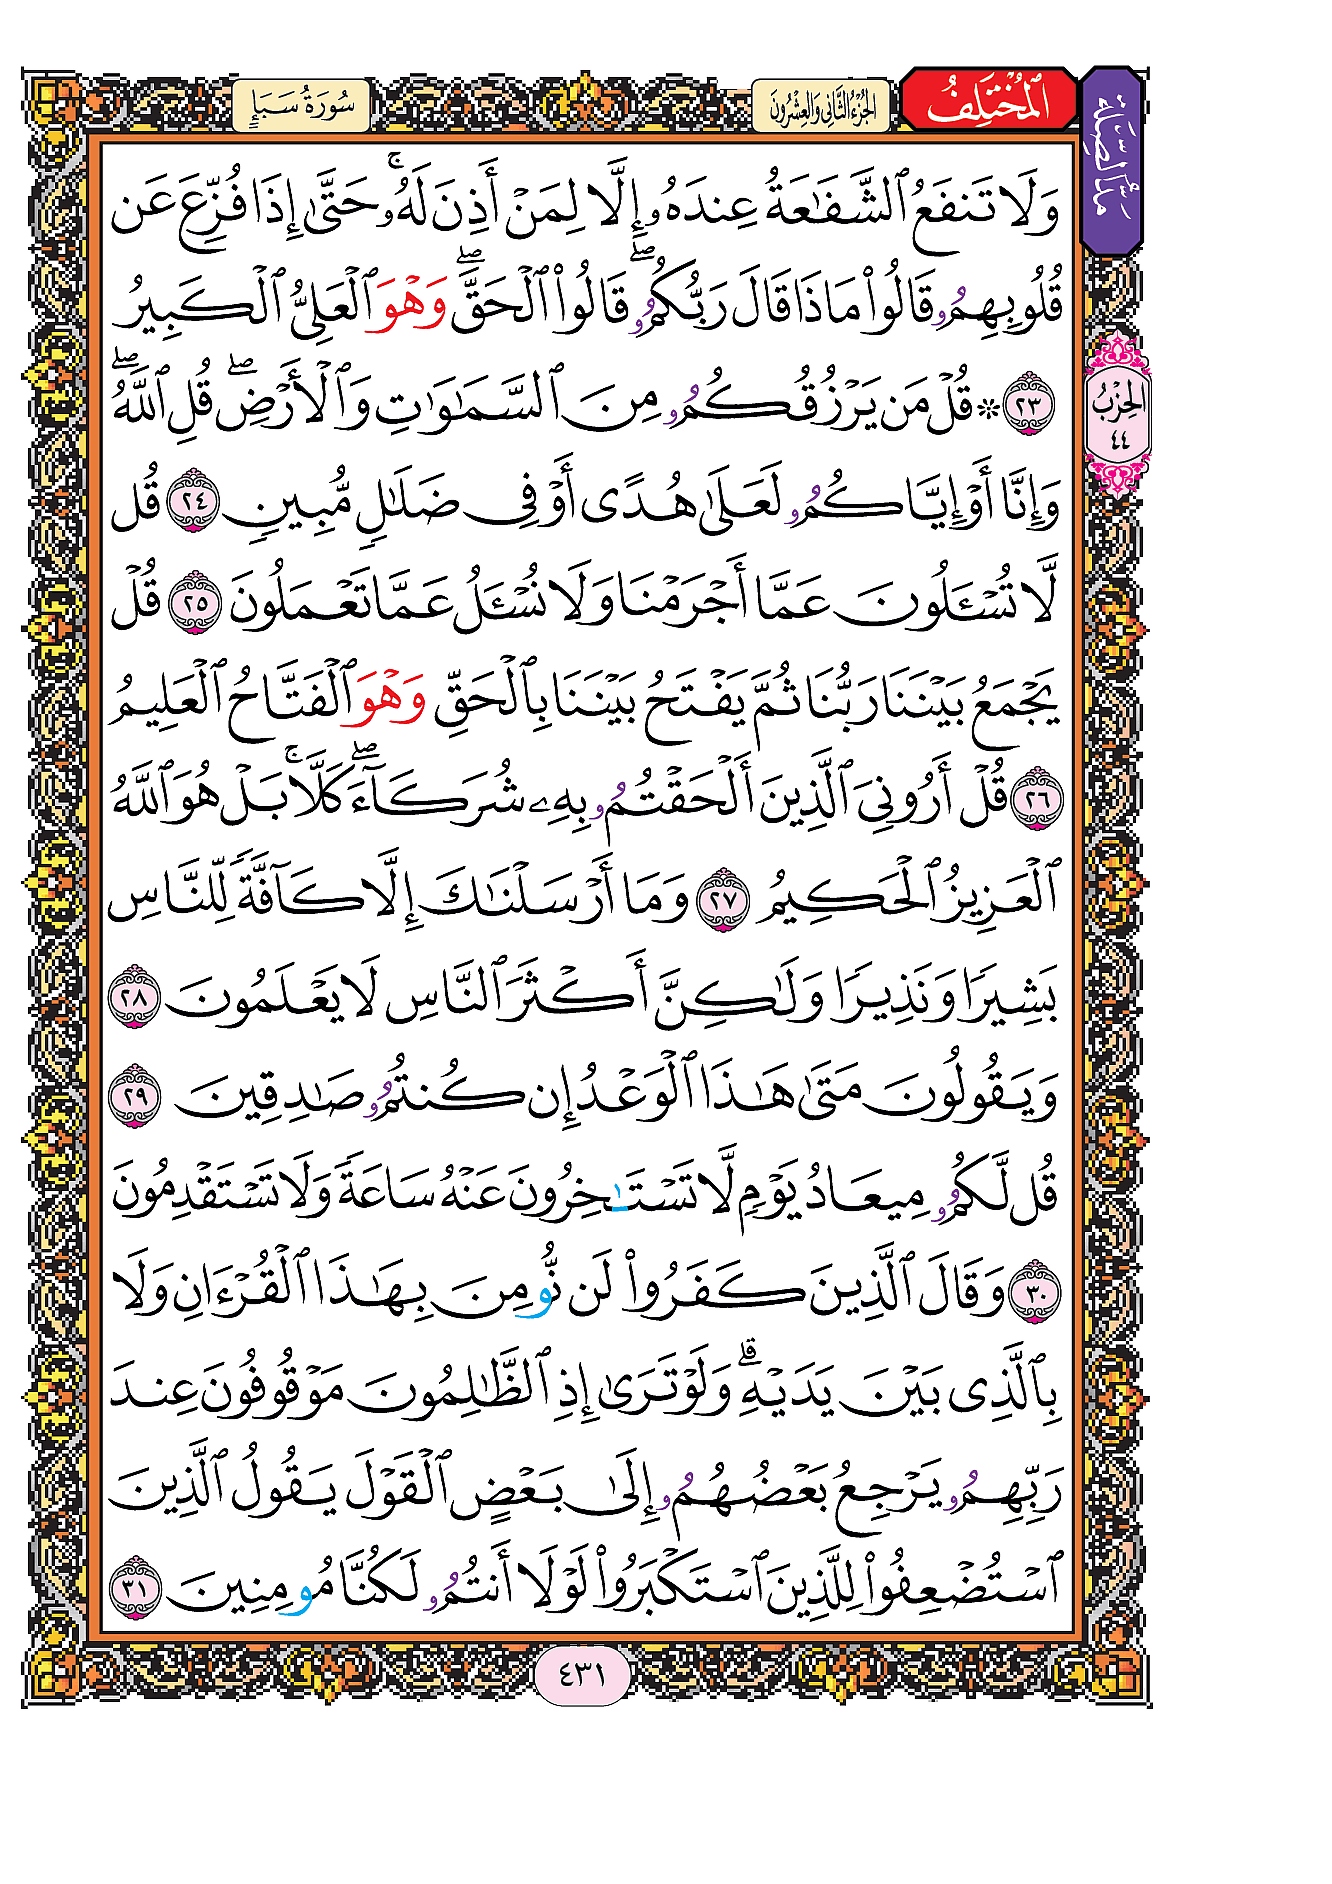 سُورَةُ سَبَإٍ
الجُزءُ الثَّانِي وَالعِشْرُونَ
ٱلْمُخْتَلِفُ
مَدُّ الصِّلَة
وَلَا تَنفَعُ ٱلشَّفَٰعَةُ عِندَهُۥٓ إِلَّا لِمَنْ أَذِنَ لَهُۥۚ حَتَّىٰ إِذَا فُزِّعَ عَن
قُلُوبِهِمُۥ قَالُوا۟ مَاذَا قَالَ رَبُّكُمُۥۖ قَالُوا۟ ٱلْحَقَّۖ وَهْوَ ٱلْعَلِىُّ ٱلْكَبِيرُ
٢٣ ۞ قُلْ مَن يَرْزُقُكُمُۥ مِنَ ٱلسَّمَٰوَٰتِ وَٱلْأَرْضِۖ قُلِ ٱللَّهُۖ
الحِزْبُ
٤٤
وَإِنَّا أَوْ إِيَّاكُمُۥ لَعَلَىٰ هُدًى أَوْ فِى ضَلَٰلٍ مُّبِينٍ ٢٤ قُل
لَّا تُسْـَٔلُونَ عَمَّا أَجْرَمْنَا وَلَا نُسْـَٔلُ عَمَّا تَعْمَلُونَ ٢٥ قُلْ
يَجْمَعُ بَيْنَنَا رَبُّنَا ثُمَّ يَفْتَحُ بَيْنَنَا بِٱلْحَقِّ وَهْوَ ٱلْفَتَّاحُ ٱلْعَلِيمُ
٢٦ قُلْ أَرُونِىَ ٱلَّذِينَ أَلْحَقْتُمُۥ بِهِۦ شُرَكَآءَۖ كَلَّاۚ بَلْ هُوَ ٱللَّهُ
ٱلْعَزِيزُ ٱلْحَكِيمُ ٢٧ وَمَا أَرْسَلْنَٰكَ إِلَّا كَآفَّةً لِّلنَّاسِ
بَشِيرًا وَنَذِيرًا وَلَٰكِنَّ أَكْثَرَ ٱلنَّاسِ لَا يَعْلَمُونَ ٢٨
وَيَقُولُونَ مَتَىٰ هَٰذَا ٱلْوَعْدُ إِن كُنتُمُۥ صَٰدِقِينَ ٢٩
قُل لَّكُمُۥ مِيعَادُ يَوْمٍ لَّا تَسْتَـٰخِرُونَ عَنْهُ سَاعَةً وَلَا تَسْتَقْدِمُونَ
٣٠ وَقَالَ ٱلَّذِينَ كَفَرُوا۟ لَن نُّومِنَ بِهَٰذَا ٱلْقُرْءَانِ وَلَا
بِٱلَّذِى بَيْنَ يَدَيْهِۗ وَلَوْ تَرَىٰ إِذِ ٱلظَّٰلِمُونَ مَوْقُوفُونَ عِندَ
رَبِّهِمُۥ يَرْجِعُ بَعْضُهُمُۥ إِلَىٰ بَعْضٍ ٱلْقَوْلَ يَقُولُ ٱلَّذِينَ
ٱسْتُضْعِفُوا۟ لِلَّذِينَ ٱسْتَكْبَرُوا۟ لَوْلَا أَنتُمُۥ لَكُنَّا مُومِنِينَ ٣١
٤٣١